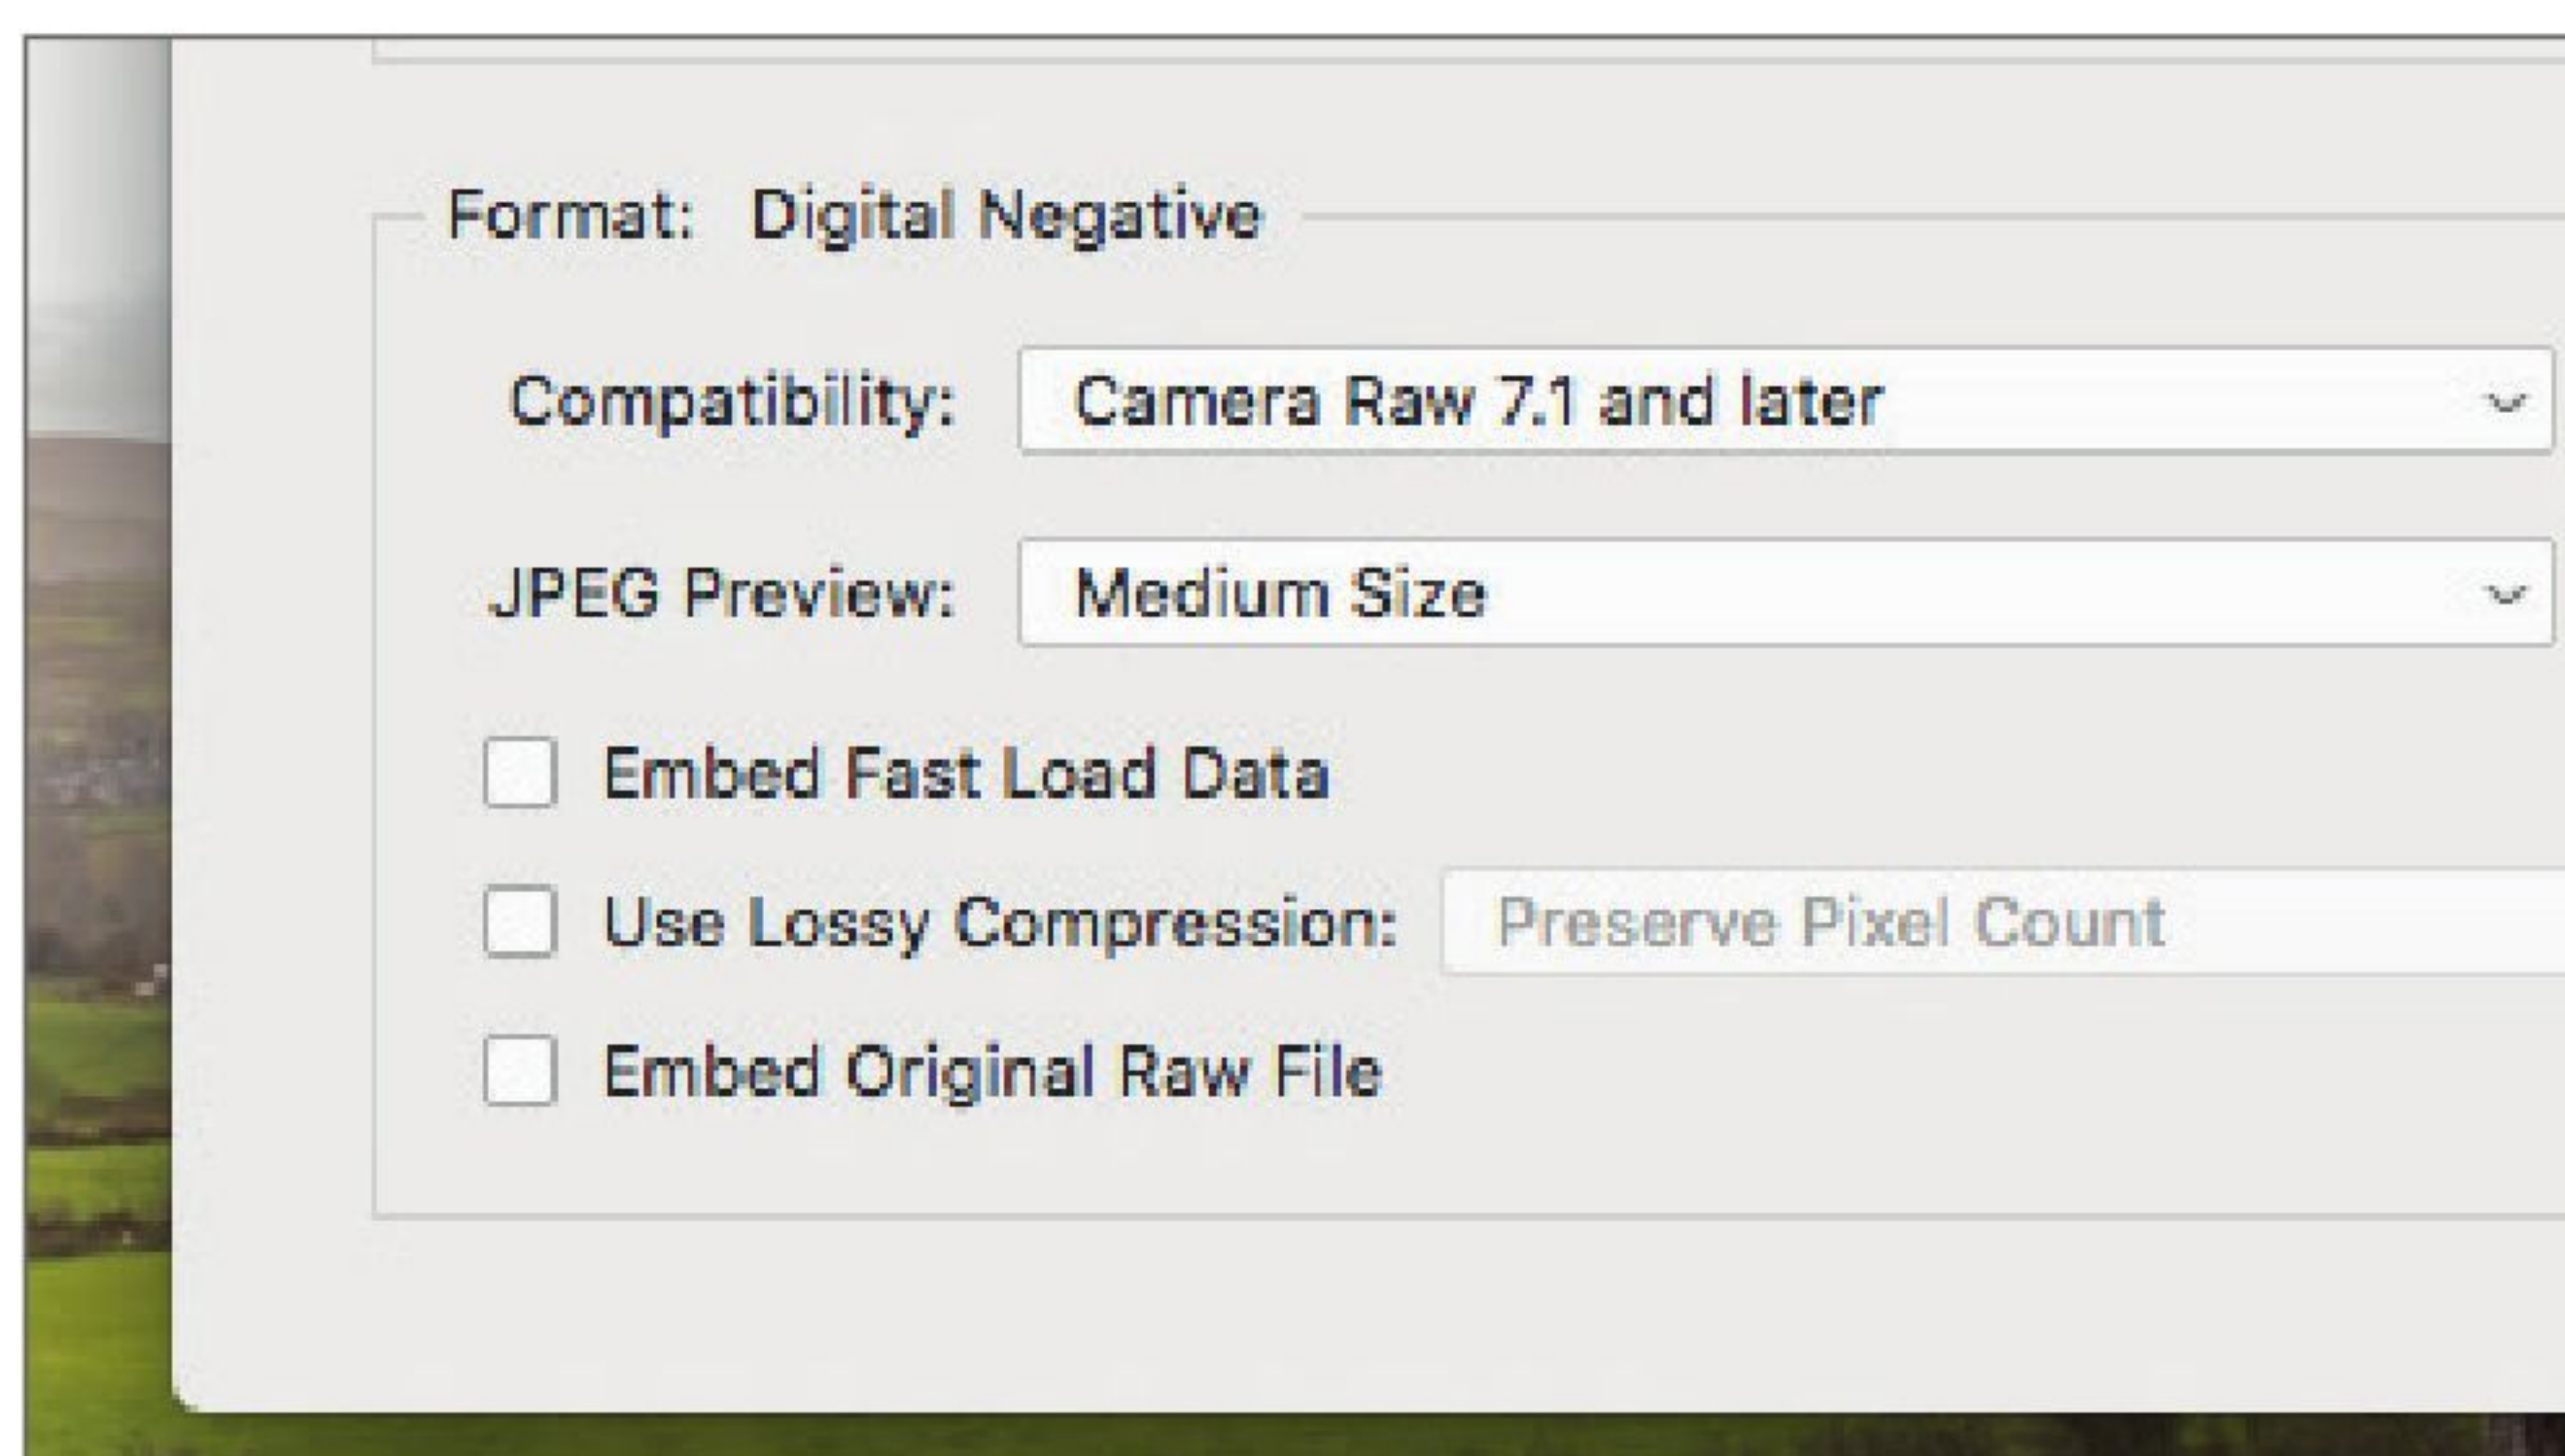 Format: Digital Negative
Compatibility: Camera Raw 7.1 and later
JPEG Preview: Medium Size
Embed Fast Load Data
Use Lossy Compression: Preserve Pixel Count
Embed Original Raw File